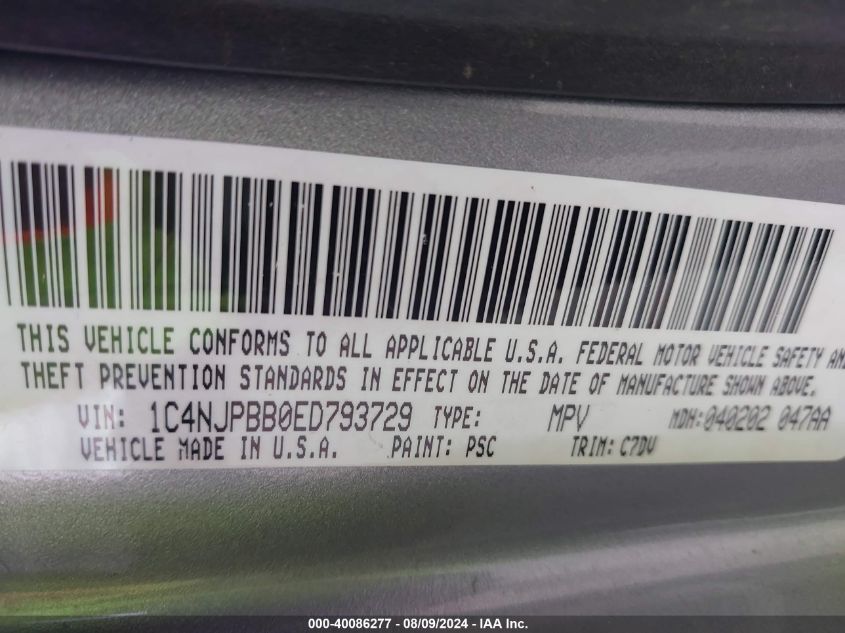 THIS VEHICLE CONFORMS TO ALL APPLICABLE U.S.A. FEDERAL MOTOR VEHICLE SAFETY AND
THEFT PREVENTION STANDARDS IN EFFECT ON THE DATE OF MANUFACTURE SHOWN ABOVE.
VIN: 1C4NJPBB0ED793729 TYPE: MPV MDH: 040202 047AA
VEHICLE MADE IN U.S.A. PAINT: PSC TRIM: C7DV
000-40086277 - 08/09/2024 - IAA Inc.